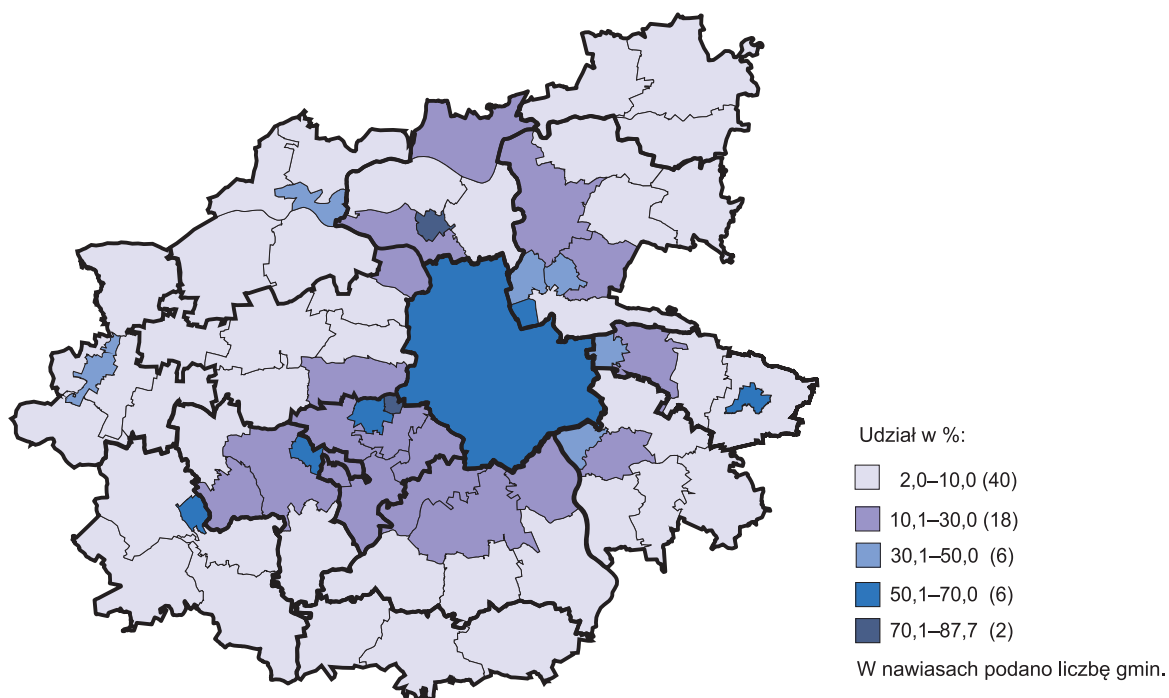 Udział w %:
2,0–10,0 (40)
10,1–30,0 (18)
30,1–50,0 (6)
50,1–70,0 (6)
70,1–87,7 (2)
W nawiasach podano liczbę gmin.